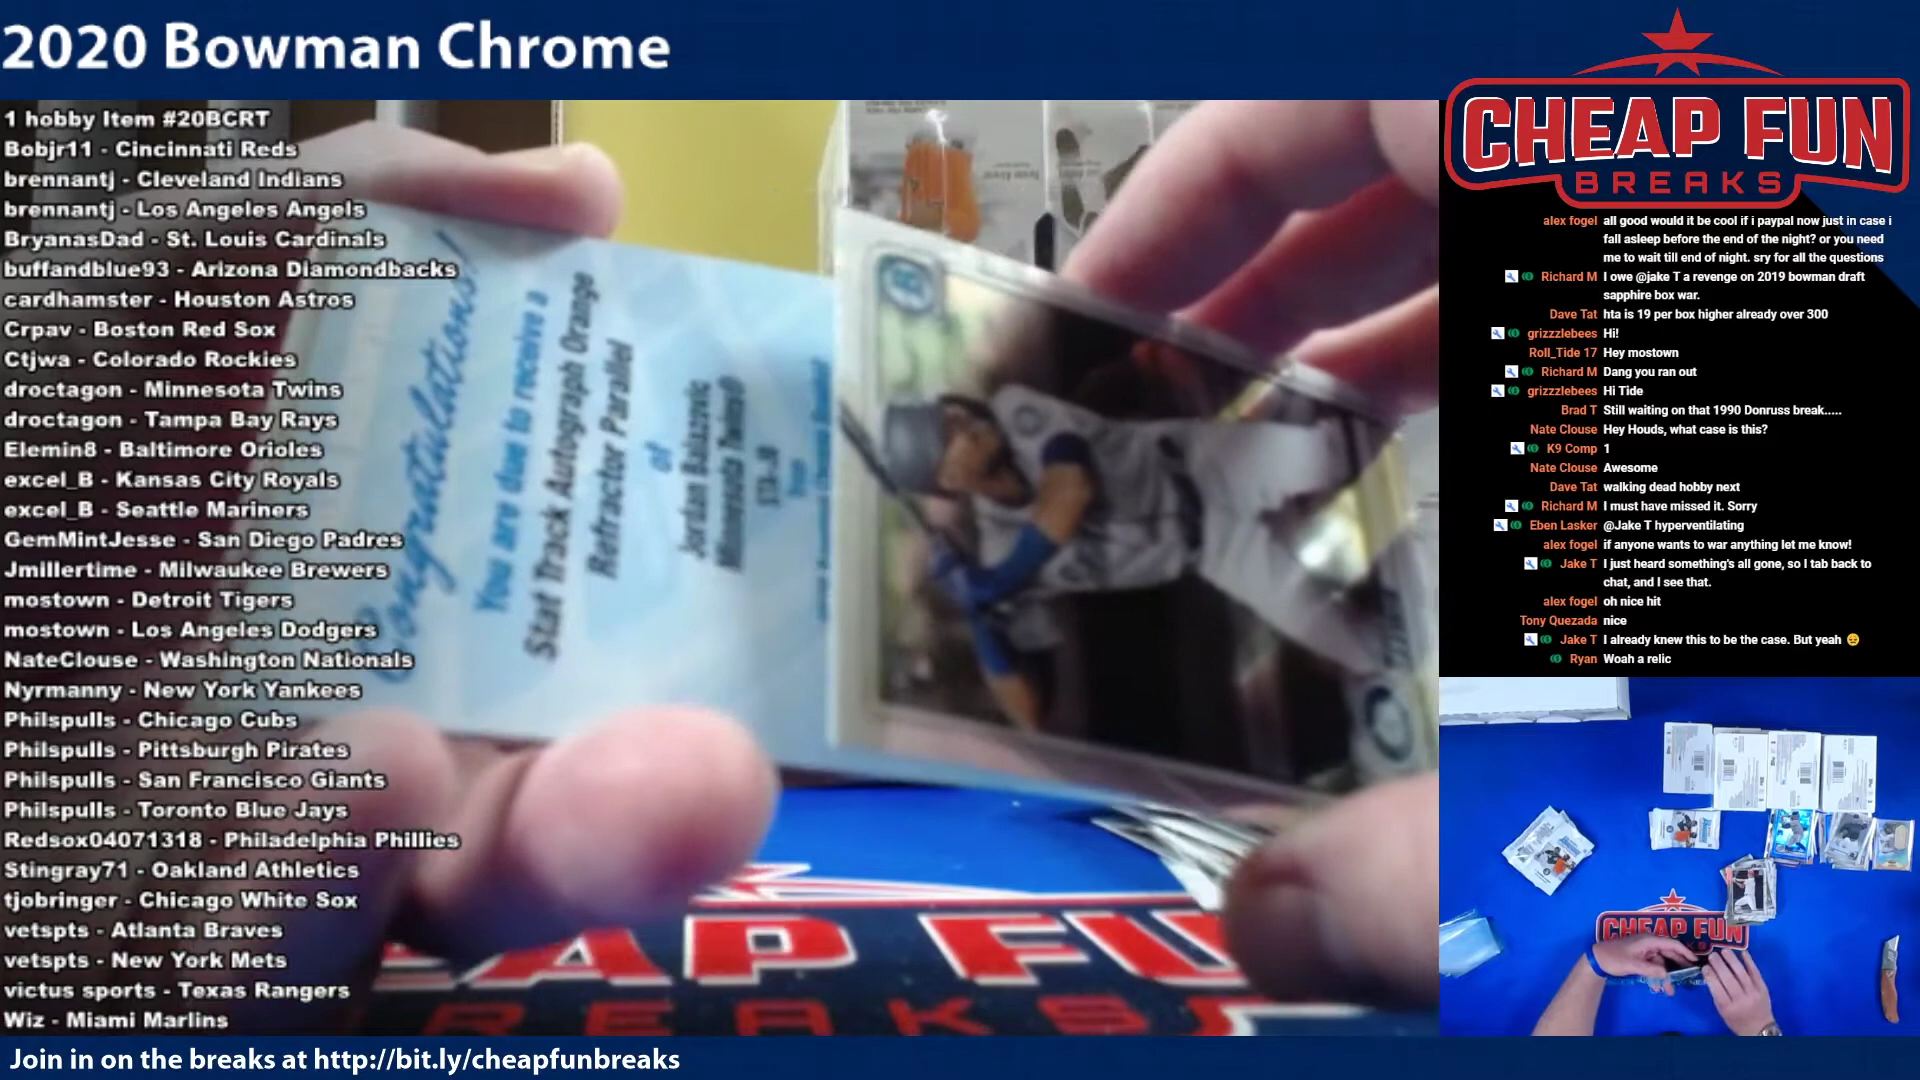 2020 Bowman Chrome
1 hobby Item #20BCRT
Bobjr11 - Cincinnati Reds
brennantj - Cleveland Indians
brennantj - Los Angeles Angels
BryanasDad - St. Louis Cardinals
buffandblue93 - Arizona Diamondbacks
cardhamster - Houston Astros
Crpav - Boston Red Sox
Ctjwa - Colorado Rockies
droctagon - Minnesota Twins
droctagon - Tampa Bay Rays
Elemin8 - Baltimore Orioles
excel_B - Kansas City Royals
excel_B - Seattle Mariners
GemMintJesse - San Diego Padres
Jmillertime - Milwaukee Brewers
mostown - Detroit Tigers
mostown - Los Angeles Dodgers
NateClouse - Washington Nationals
Nyrmanny - New York Yankees
Philspulls - Chicago Cubs
Philspulls - Pittsburgh Pirates
Philspulls - San Francisco Giants
Philspulls - Toronto Blue Jays
Redsox04071318 - Philadelphia Phillies
Stingray71 - Oakland Athletics
tjobringer - Chicago White Sox
vetspts - Atlanta Braves
vetspts - New York Mets
victus sports - Texas Rangers
Wiz - Miami Marlins
Congratulations!
You are due to receive a
Stat Track Autograph Orange
Refractor Parallel
of
Jordan Balazovic
Minnesota Twins®
B
CHEAP FUN
BREAKS
alex fogel all good would it be cool if i paypal now just in case i
fall asleep before the end of the night? or you need
me to wait till end of night. sry for all the questions
Richard M I owe @jake T a revenge on 2019 bowman draft
sapphire box war.
Dave Tat hta is 19 per box higher already over 300
grizzzlebees Hi!
Roll_Tide 17 Hey mostown
Richard M Dang you ran out
grizzzlebees Hi Tide
Brad T Still waiting on that 1990 Donruss break.....
Nate Clouse Hey Houds, what case is this?
K9 Comp 1
Nate Clouse Awesome
Dave Tat walking dead hobby next
Richard M I must have missed it. Sorry
Eben Lasker @Jake T hyperventilating
alex fogel if anyone wants to war anything let me know!
Jake T I just heard something's all gone, so I tab back to
chat, and I see that.
alex fogel oh nice hit
Tony Quezada nice
Jake T I already knew this to be the case. But yeah 😞
Ryan Woah a relic
CHEAP FUN
Join in on the breaks at http://bit.ly/cheapfunbreaks